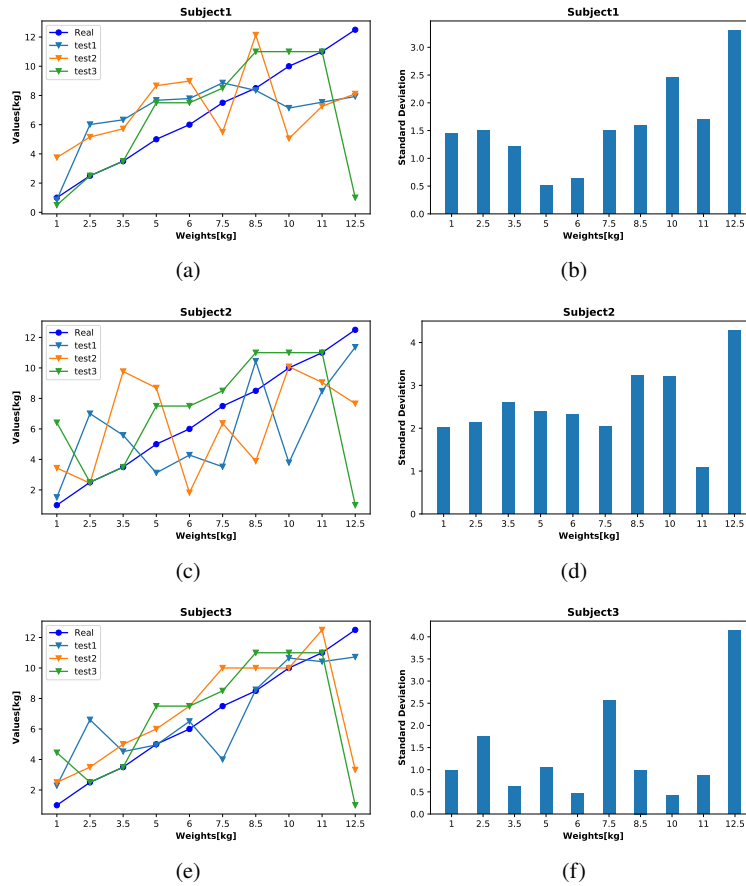 Subject1
Values[kg]
12
10
8
6
4
2
0
Real
test1
test2
test3
1 2.5 3.5 5 6 7.5 8.5 10 11 12.5
Weights[kg]
(a)
Subject1
Standard Deviation
3.0
2.5
2.0
1.5
1.0
0.5
0.0
1 2.5 3.5 5 6 7.5 8.5 10 11 12.5
Weights[kg]
(b)
Subject2
Values[kg]
12
10
8
6
4
2
Real
test1
test2
test3
1 2.5 3.5 5 6 7.5 8.5 10 11 12.5
Weights[kg]
(c)
Subject2
Standard Deviation
4
3
2
1
0
1 2.5 3.5 5 6 7.5 8.5 10 11 12.5
Weights[kg]
(d)
Subject3
Values[kg]
12
10
8
6
4
2
Real
test1
test2
test3
1 2.5 3.5 5 6 7.5 8.5 10 11 12.5
Weights[kg]
(e)
Subject3
Standard Deviation
4.0
3.5
3.0
2.5
2.0
1.5
1.0
0.5
0.0
1 2.5 3.5 5 6 7.5 8.5 10 11 12.5
Weights[kg]
(f)